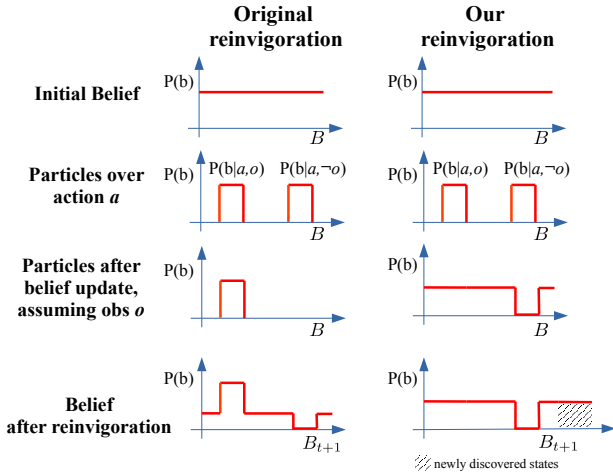 Original
reinvigoration
Our
reinvigoration
Initial Belief
P(b)
B
P(b)
B
Particles over
action a
P(b|a,o)
P(b|a,¬o)
B
P(b|a,o)
P(b|a,¬o)
B
Particles after
belief update,
assuming obs o
P(b)
B
P(b)
B
Belief
after reinvigoration
P(b)
B_{t+1}
P(b)
B_{t+1}
newly discovered states